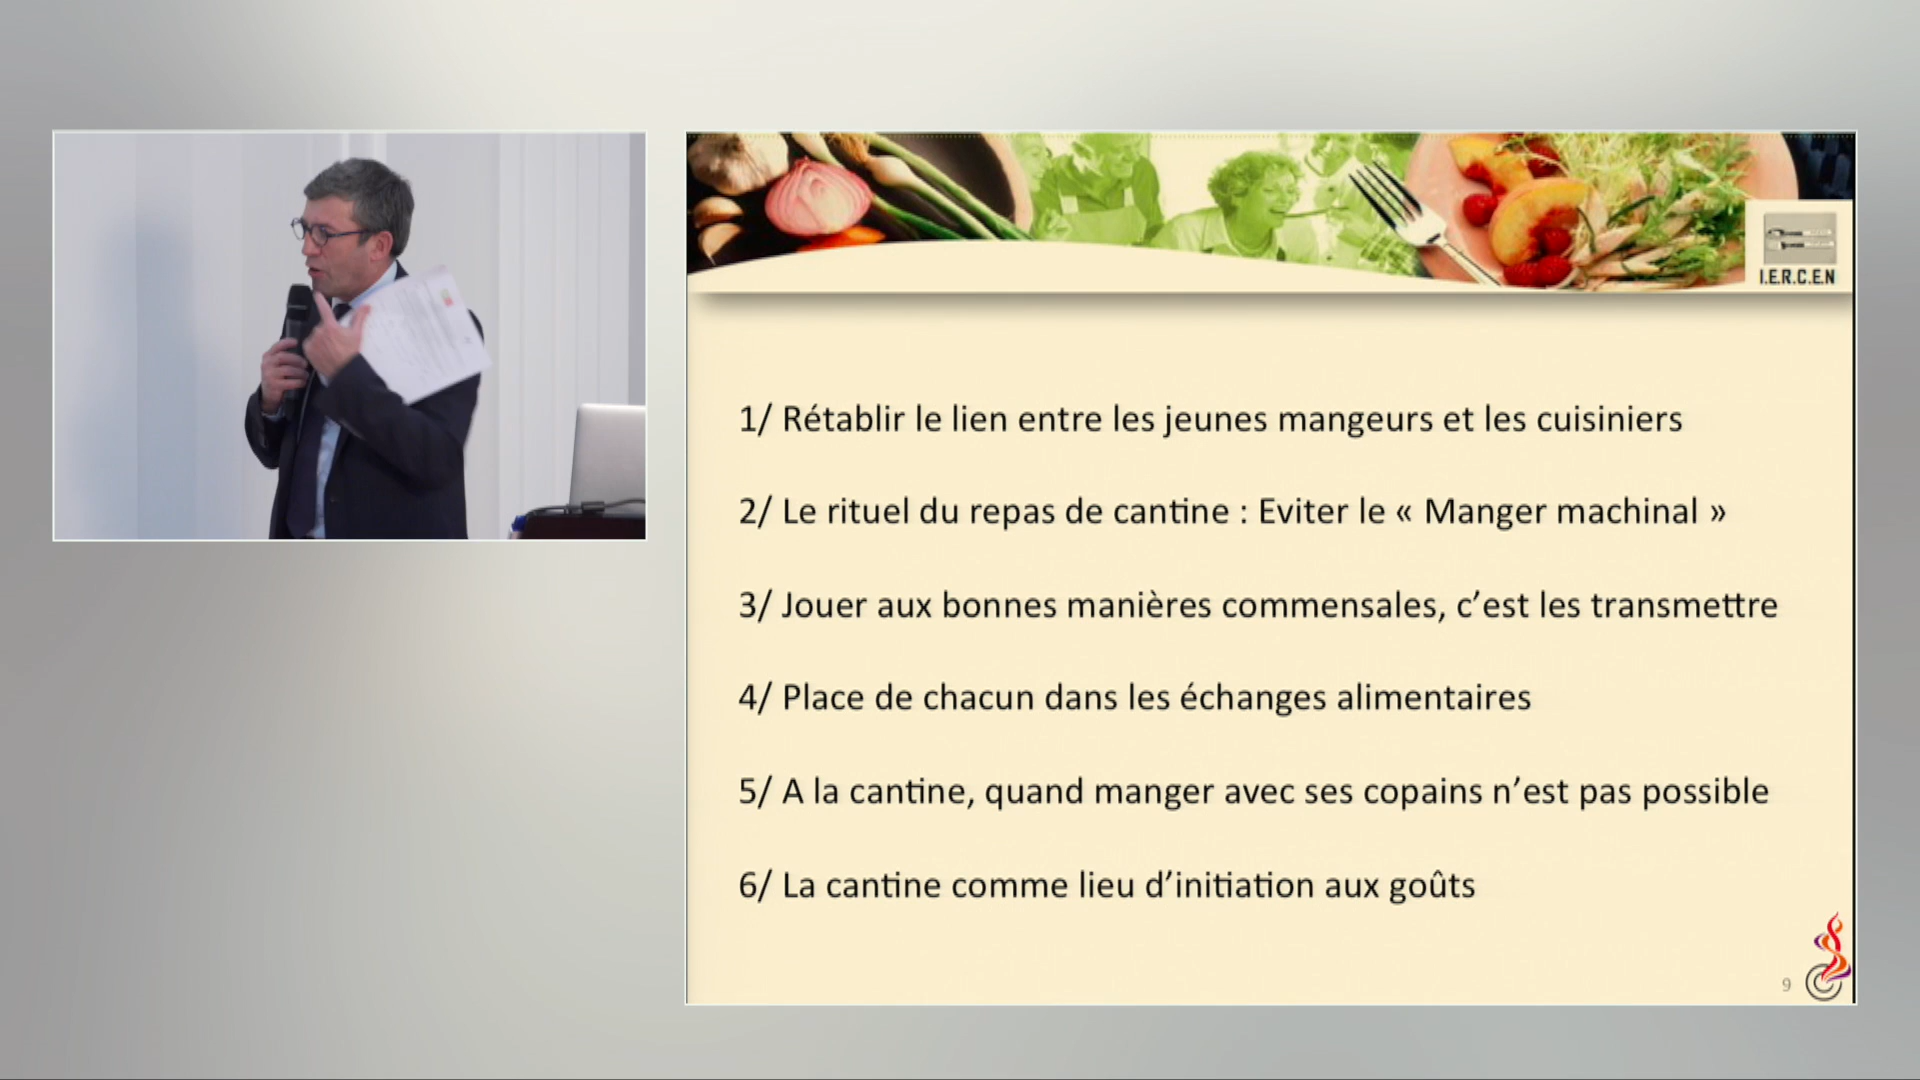 I.E.R.C.E.N
1/ Rétablir le lien entre les jeunes mangeurs et les cuisiniers
2/ Le rituel du repas de cantine : Eviter le « Manger machinal »
3/ Jouer aux bonnes manières commensales, c’est les transmettre
4/ Place de chacun dans les échanges alimentaires
5/ A la cantine, quand manger avec ses copains n’est pas possible
6/ La cantine comme lieu d’initiation aux goûts
9